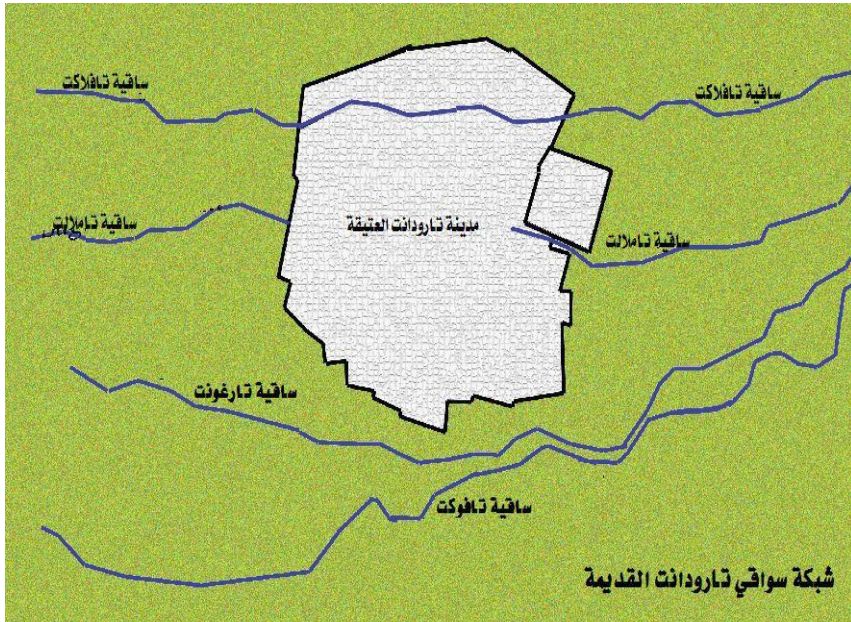 ساقية تافلاكت
ساقية تافلاكت
ساقية تاملالت
مدينة تارودانت العتيقة
ساقية تاملالت
ساقية تارغونت
ساقية تافوكت
شبكة سواقي تارودانت القديمة